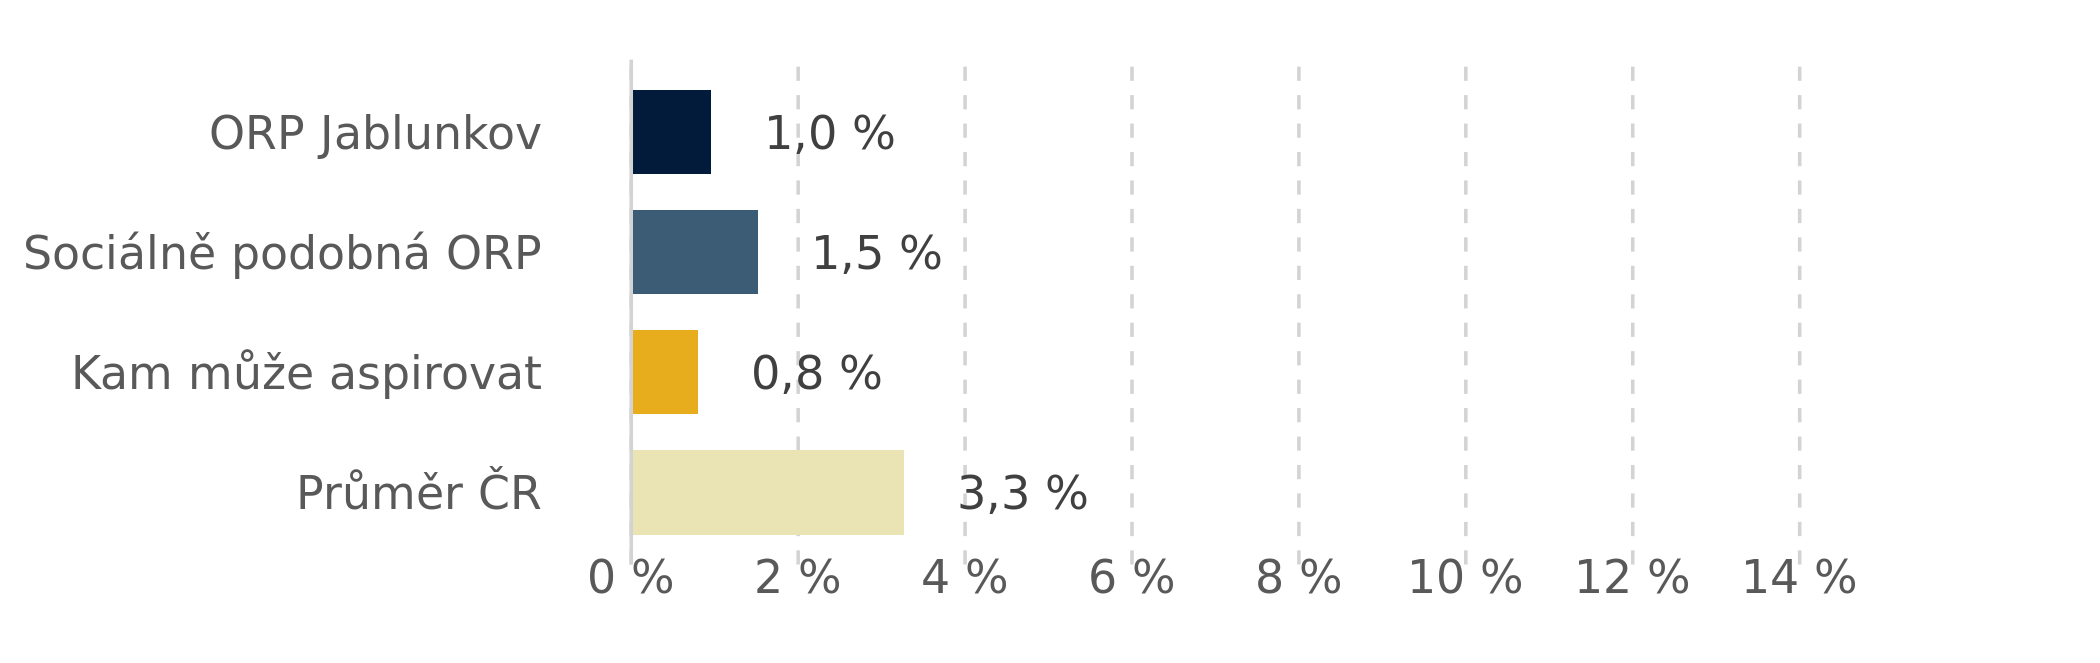 ORP Jablunkov 1,0 %
Sociálně podobná ORP 1,5 %
Kam může aspirovat 0,8 %
Průměr ČR 3,3 %
0 % 2 % 4 % 6 % 8 % 10 % 12 % 14 %